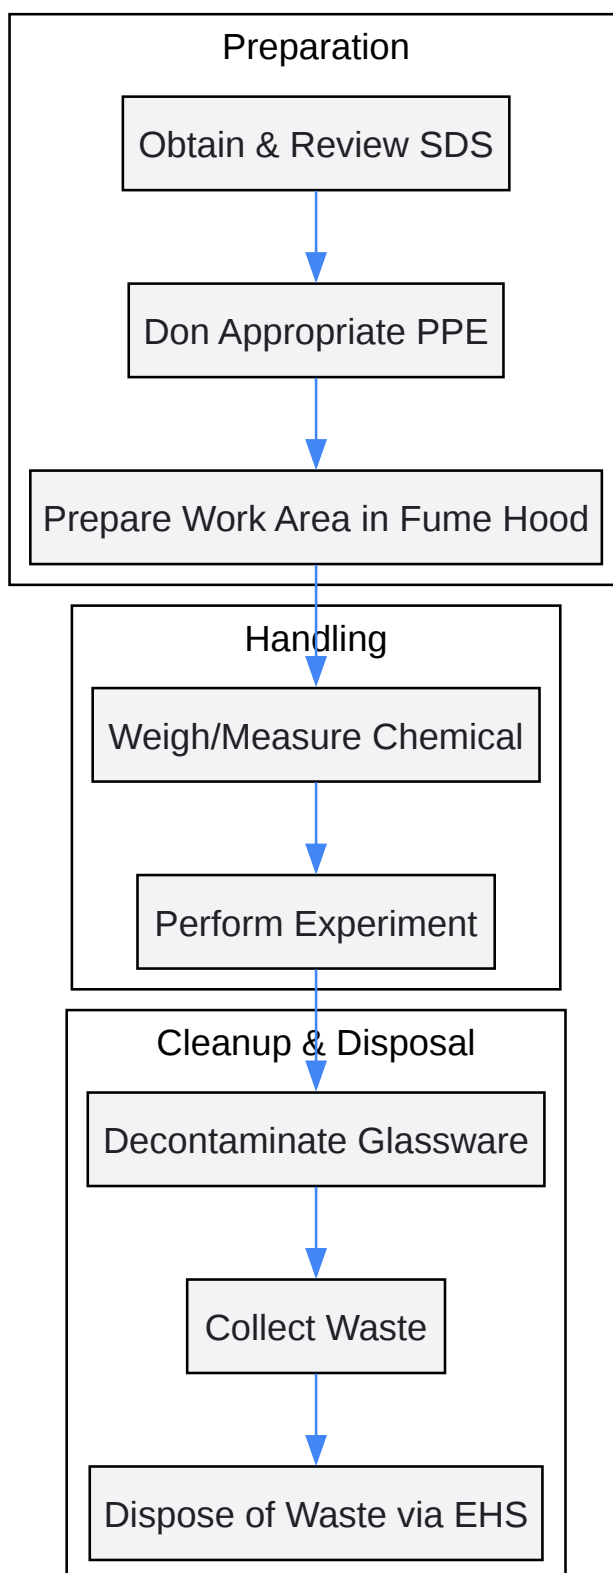 Preparation
Obtain & Review SDS
Don Appropriate PPE
Prepare Work Area in Fume Hood
Handling
Weigh/Measure Chemical
Perform Experiment
Cleanup & Disposal
Decontaminate Glassware
Collect Waste
Dispose of Waste via EHS